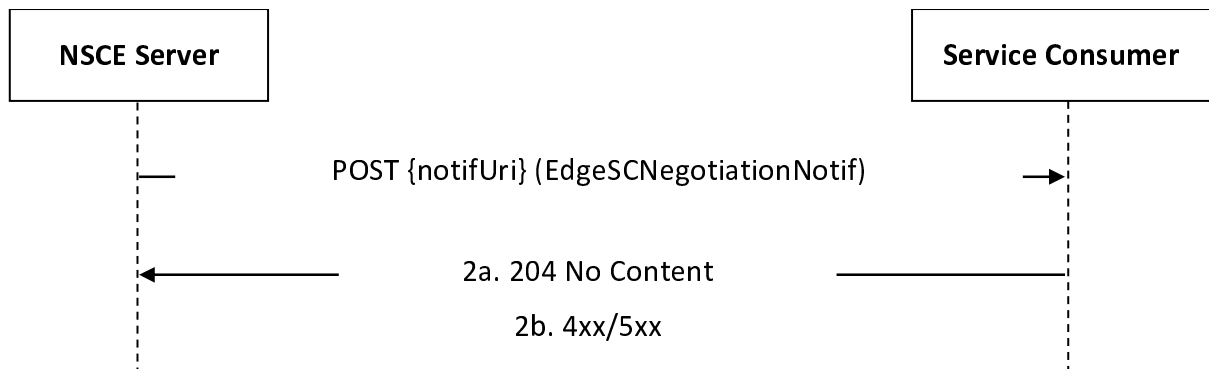 NSCE Server
Service Consumer
POST {notifUri} (EdgeSCNegotiationNotif)
2a. 204 No Content
2b. 4xx/5xx